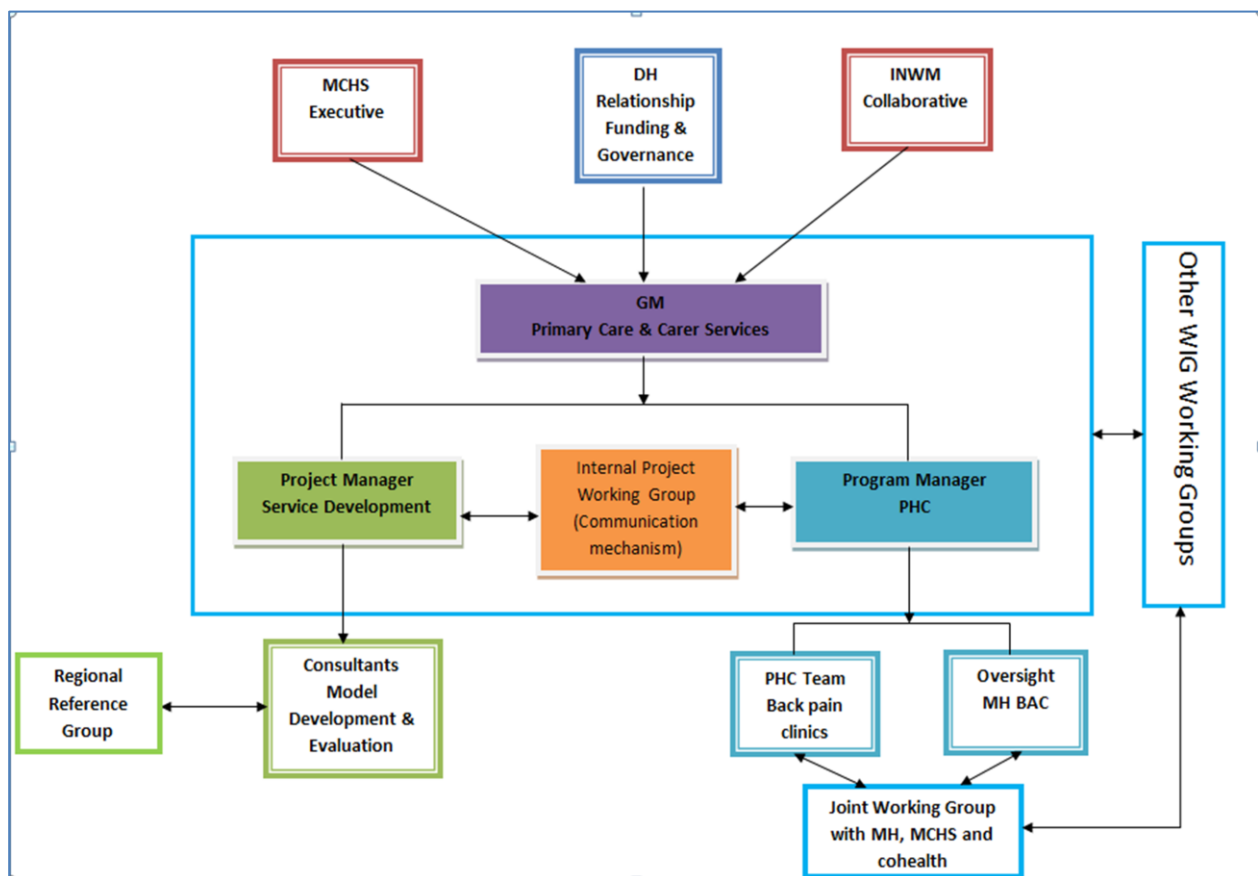 MCHS
Executive
DH
Relationship
Funding &
Governance
INWM
Collaborative
GM
Primary Care & Carer Services
Other WIG Working Groups
Project Manager
Service Development
Internal Project
Working Group
(Communication
mechanism)
Program Manager
PHC
Regional
Reference
Group
Consultants
Model
Development &
Evaluation
PHC Team
Back pain
clinics
Oversight
MH BAC
Joint Working Group
with MH, MCHS and
cohealth